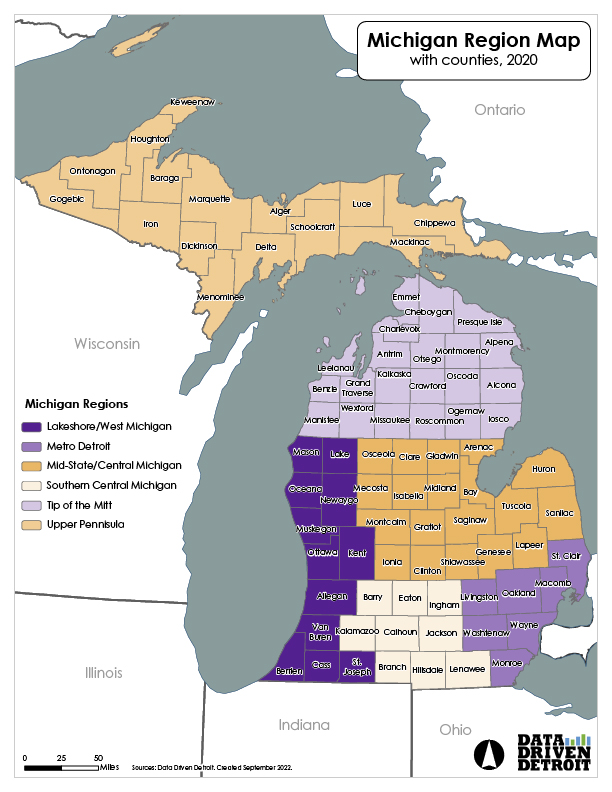 Michigan Region Map
with counties, 2020
Ontario
Keweenaw
Houghton
Ontonagon
Baraga
Gogebic
Marquette
Luce
Alger
Iron
Schoolcraft
Chippewa
Dickinson
Delta
Mackinac
Menominee
Emmet
Cheboygan
Presque Isle
Charlevoix
Wisconsin
Alpena
Antrim
Otsego
Montmorency
Leelanau
Kalkaska
Oscoda
Benzie
Grand
Traverse
Crawford
Alcona
Michigan Regions
Wexford
Ogemaw
Manistee
Missaukee
Roscommon
Iosco
Lakeshore/West Michigan
Metro Detroit
Mid-State/Central Michigan
Southern Central Michigan
Tip of the Mitt
Upper Pennisula
Arenac
Mason
Lake
Osceola
Clare
Gladwin
Huron
Oceana
Newaygo
Mecosta
Isabella
Midland
Bay
Tuscola
Sanilac
Muskegon
Montcalm
Gratiot
Saginaw
Ottawa
Kent
Ionia
Clinton
Shiawassee
Genesee
Lapeer
St. Clair
Allegan
Barry
Eaton
Ingham
Livingston
Oakland
Macomb
Van
Buren
Kalamazoo
Calhoun
Jackson
Washtenaw
Wayne
Berrien
Cass
St.
Joseph
Branch
Hillsdale
Lenawee
Monroe
Illinois
Indiana
Ohio
DATA
DRIVEN
DETROIT
0 25 50
Miles
Sources: Data Driven Detroit. Created September 2022.